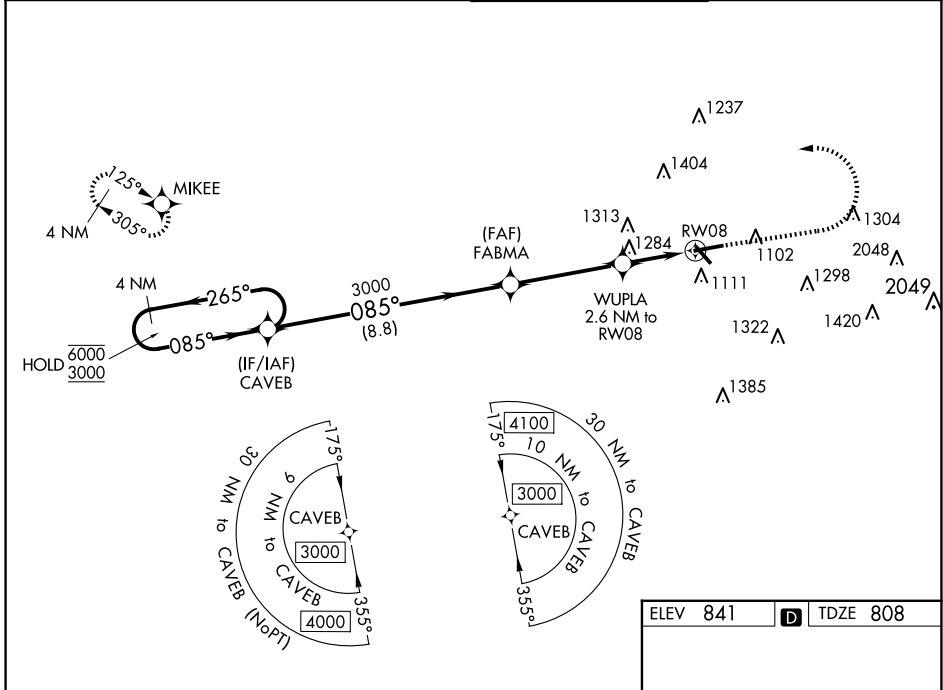 1237
1404
125°
MIKEE
305°
4 NM
1313
1304
(FAF)
FABMA
RW08
1284
1102
2048
4 NM
265°
3000
085°
(8.8)
WUPLA
2.6 NM to
RW08
1111
1298
2049
085°
HOLD 6000
3000
(IF/IAF)
CAVEB
1322
1420
1385
175°
30 NM to CAVEB (NoPT)
6 NM to CAVEB
CAVEB
3000
4000
355°
175°
4100
30 NM to CAVEB
10 NM to CAVEB
3000
CAVEB
355°
ELEV 841 D TDZE 808